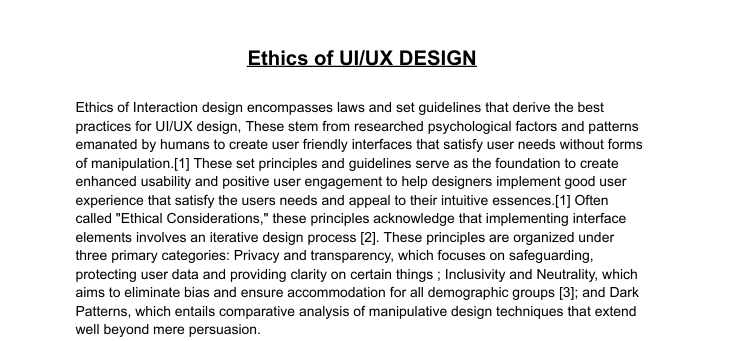 Ethics of UI/UX DESIGN
Ethics of Interaction design encompasses laws and set guidelines that derive the best
practices for UI/UX design, These stem from researched psychological factors and patterns
emanated by humans to create user friendly interfaces that satisfy user needs without forms
of manipulation.[1] These set principles and guidelines serve as the foundation to create
enhanced usability and positive user engagement to help designers implement good user
experience that satisfy the users needs and appeal to their intuitive essences.[1] Often
called "Ethical Considerations," these principles acknowledge that implementing interface
elements involves an iterative design process [2]. These principles are organized under
three primary categories: Privacy and transparency, which focuses on safeguarding,
protecting user data and providing clarity on certain things ; Inclusivity and Neutrality, which
aims to eliminate bias and ensure accommodation for all demographic groups [3]; and Dark
Patterns, which entails comparative analysis of manipulative design techniques that extend
well beyond mere persuasion.